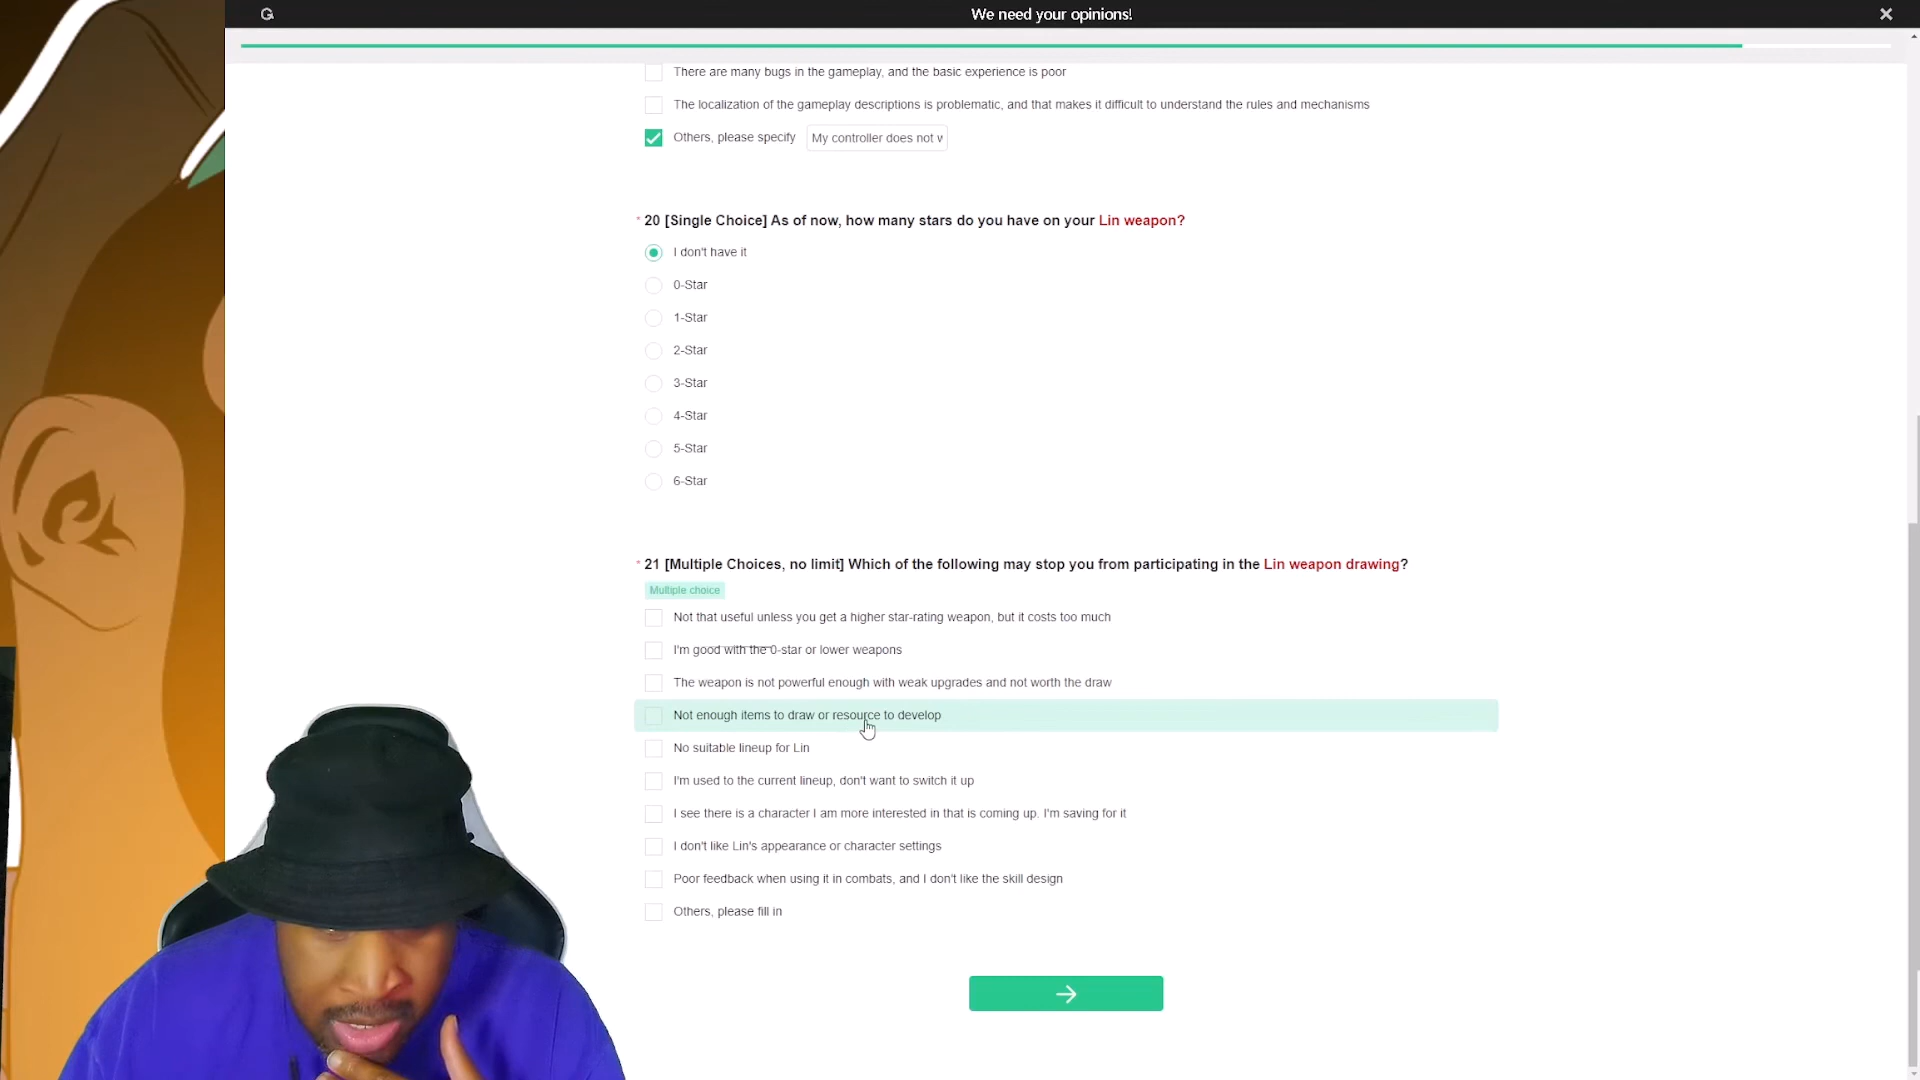 We need your opinions!
There are many bugs in the gameplay, and the basic experience is poor
The localization of the gameplay descriptions is problematic, and that makes it difficult to understand the rules and mechanisms
Others, please specify My controller does not w
* 20 [Single Choice] As of now, how many stars do you have on your Lin weapon?
I don't have it
0-Star
1-Star
2-Star
3-Star
4-Star
5-Star
6-Star
* 21 [Multiple Choices, no limit] Which of the following may stop you from participating in the Lin weapon drawing?
Multiple choice
Not that useful unless you get a higher star-rating weapon, but it costs too much
I'm good with the 0-star or lower weapons
The weapon is not powerful enough with weak upgrades and not worth the draw
Not enough items to draw or resource to develop
No suitable lineup for Lin
I'm used to the current lineup, don't want to switch it up
I see there is a character I am more interested in that is coming up. I'm saving for it
I don't like Lin's appearance or character settings
Poor feedback when using it in combats, and I don't like the skill design
Others, please fill in